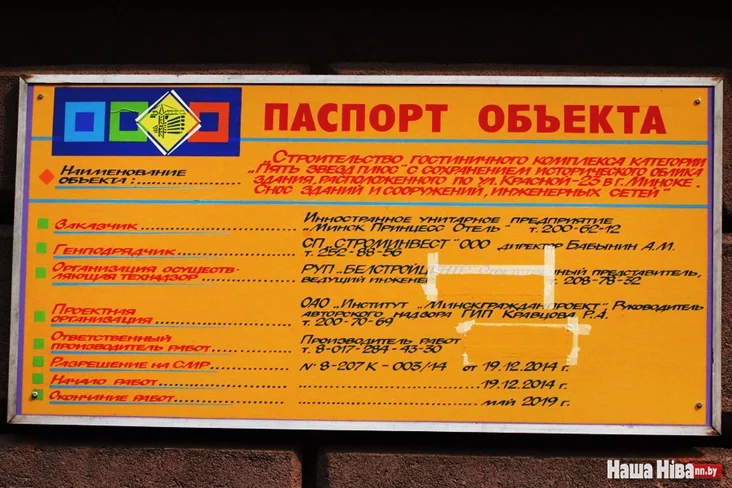 ПАСПОРТ ОБЪЕКТА
Наименование
объекта:
Строительство гостиничного комплекса категории
„Пять звезд плюс" с сохранением исторического облика
здания, расположенного по ул. Красной-23 в г. Минске.
Снос зданий и сооружений, инженерных сетей"
Заказчик
Иностранное унитарное предприятие
„Минск Принцесс Отель" т. 200-62-12
Генподрядчик
СП „СТРОМИНВЕСТ" ООО директор Бабынин А.М.
т. 252-88-56
Организация осуществ-
ляющая технадзор
РУП „БЕЛСТРОЙЦ представитель,
ведущий инжене т. 208-78-32
Проектная
организация
ОАО „Институт „Минскгражданпроект" Руководитель
авторского надзора ГИП Кравцова Р.А.
т. 200-70-69
Ответственный
производитель работ
Производитель работ
т. 8-017-284-43-30
Разрешение на СМР
№ 8-207К - 003/14 от 19.12.2014 г.
Начало работ
19.12.2014 г.
Окончание работ
май 2019 г.
Наша Ніва nn.by